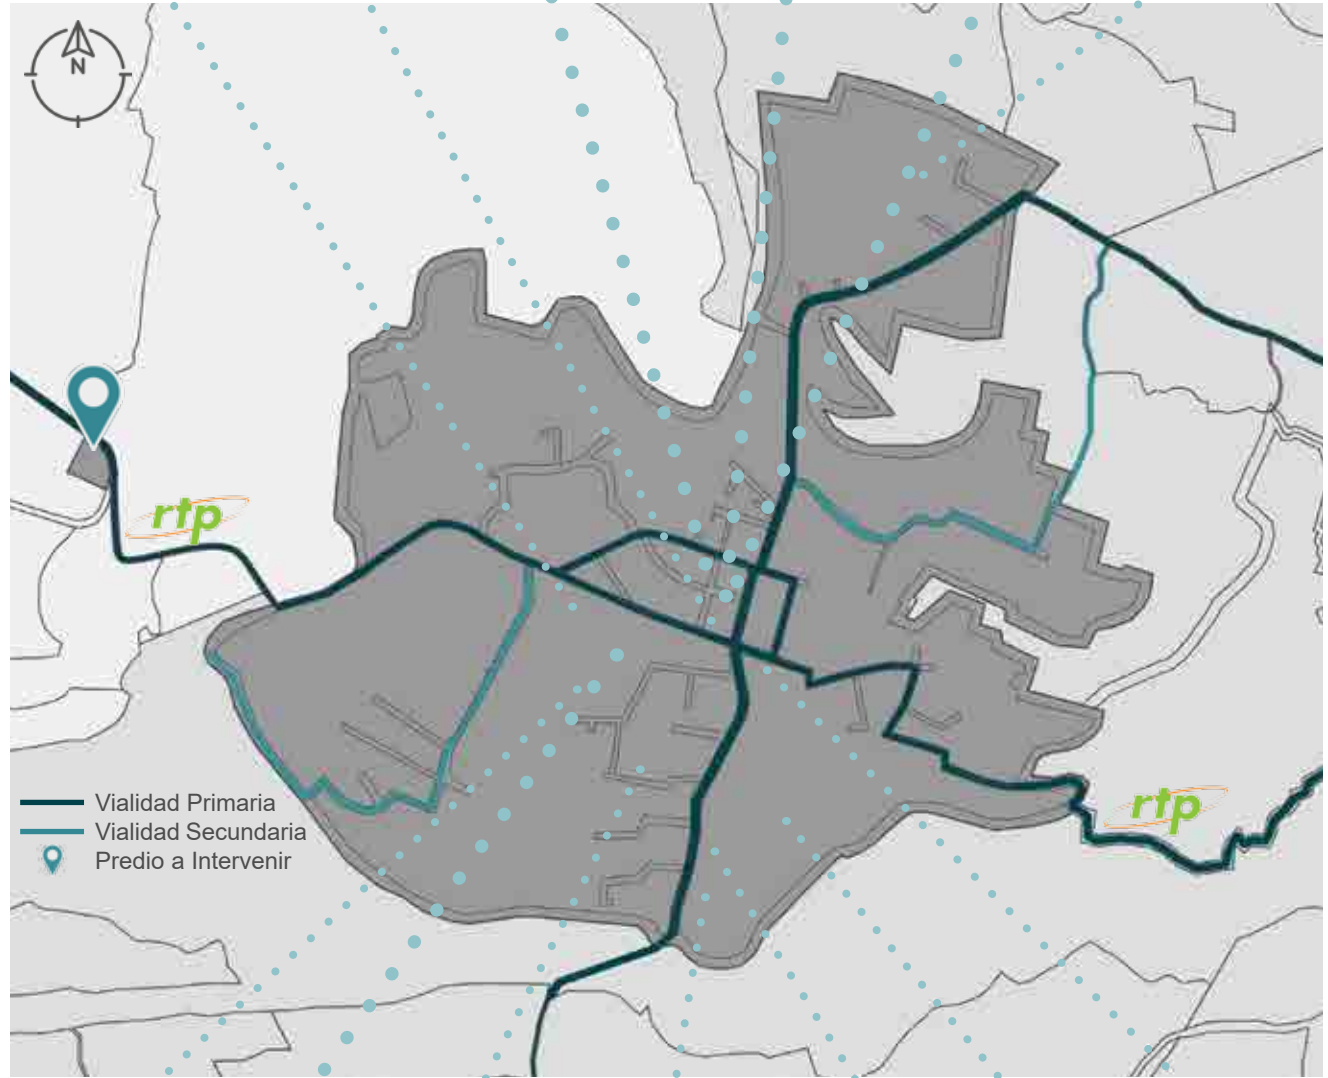 N
rtp
Vialidad Primaria
Vialidad Secundaria
Predio a Intervenir
rtp